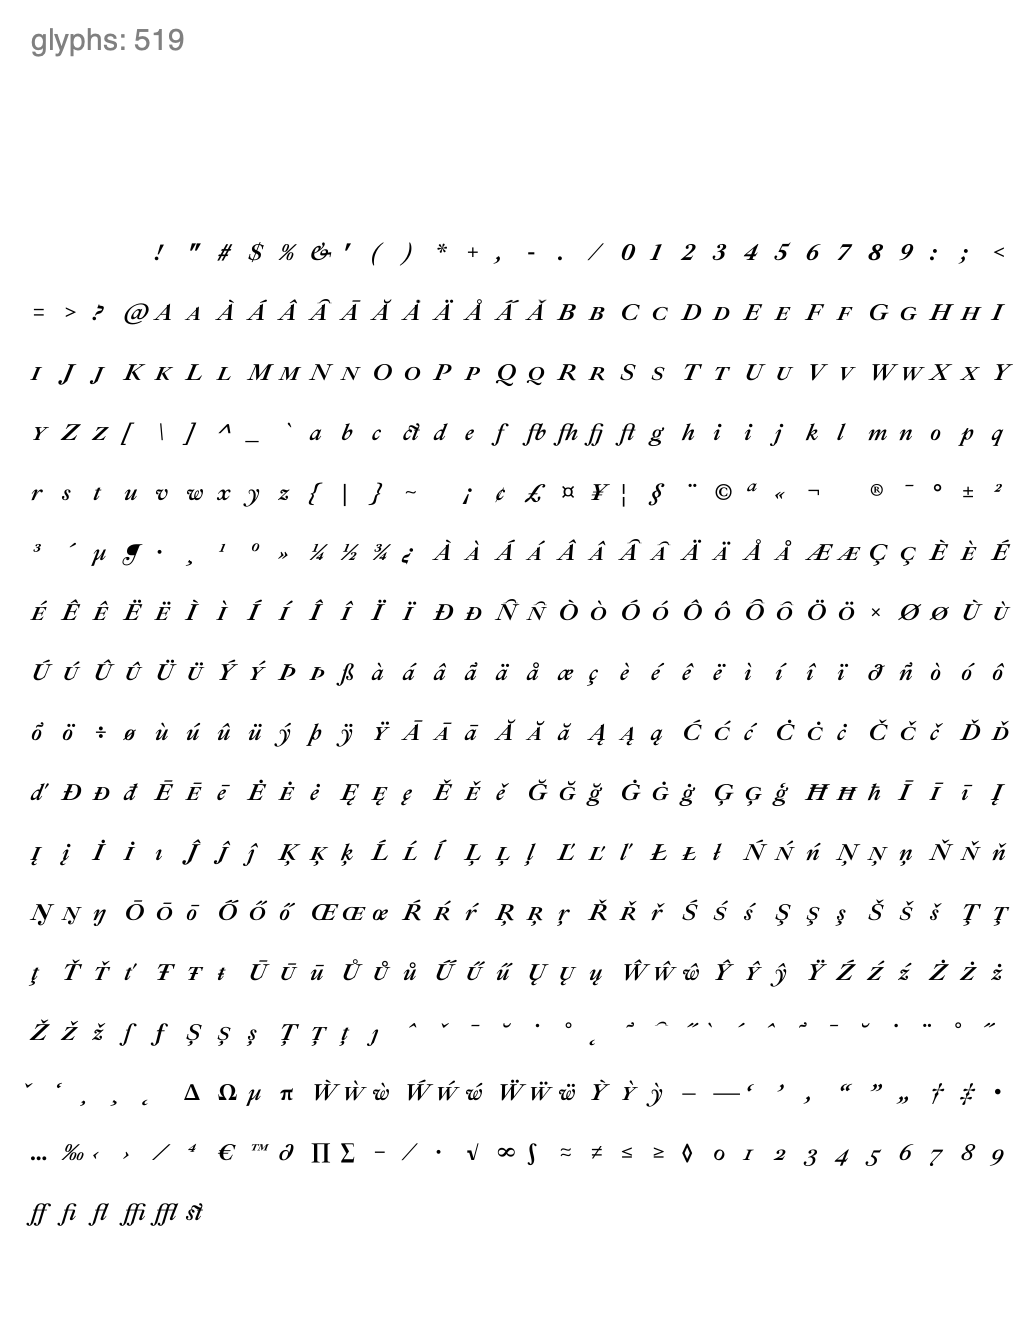 glyphs: 519
! " # $ % & ' ( ) * + , - . / 0 1 2 3 4 5 6 7 8 9 : ; <
= > ? @ A ᴀ À Á Â Ȃ Ā Ă Ȧ Ä Å Ǎ B ʙ C ᴄ D ᴅ E ᴇ F ꜰ G ɢ H ʜ I
ɪ J ᴊ K ᴋ L ʟ M ᴍ N ɴ O ᴏ P ᴘ Q ꞯ R ʀ S ꜱ T ᴛ U ᴜ V ᴠ W ᴡ X x Y
ʏ Z ᴢ [ \ ] ^ _ ` a b c ct d e f fb fh fj ft g h i i j k l m n o p q
r s t u v w x y z { | } ~ ¡ ¢ £ ¤ ¥ ¦ § ¨ © ª « ¬ ® ¯ ° ± ²
³ ´ µ ¶ · ¸ ¹ º » ¼ ½ ¾ ¿ À À Á Á Â Â Ã Ã Ä Ä Å Å Æ Æ Ç Ç È È É
É Ê Ê Ë Ë Ì Ì Í Í Î Î Ï Ï Ð Ð Ñ Ñ Ò Ò Ó Ó Ô Ô Õ Õ Ö Ö × Ø Ø Ù Ù
Ú Ú Û Û Ü Ü Ý Ý Þ Þ ß à á â ã ä å æ ç è é ê ë ì í î ï ð ñ ò ó ô
õ ö ÷ ø ù ú û ü ý þ ÿ Ÿ Ā Ā ā Ă Ă ă Ą Ą ą Ć Ć ć Ċ Ċ ċ Č Č č Ď Ď
ď Đ Đ đ Ē Ē ē Ė Ė ė Ę Ę ę Ě Ě ě Ğ Ğ ğ Ġ Ġ ġ Ģ Ģ ģ Ħ Ħ ħ Ī Ī ī Į
Į į İ İ ı Ĵ Ĵ ĵ Ķ Ķ ķ Ĺ Ĺ ĺ Ļ Ļ ļ Ľ Ľ ľ Ł Ł ł Ń Ń ń Ņ Ņ ņ Ň Ň ň
Ŋ Ŋ ŋ Ō Ō ō Ő Ő ő Œ Œ œ Ŕ Ŕ ŕ Ŗ Ŗ ŗ Ř Ř ř Ś Ś ś Ş Ş ş Š Š š Ţ Ţ
ţ Ť Ť ť Ŧ Ŧ ŧ Ū Ū ū Ů Ů ů Ű Ű ű Ų Ų ų Ŵ Ŵ ŵ Ŷ Ŷ ŷ Ÿ Ź Ź ź Ż Ż ż
Ž Ž ž ſ ƒ Ș Ș ș Ț Ț ț ȷ ˆ ˇ ˉ ˘ ˙ ˚ ˛ ˜ ̑ ˝ ̀ ́ ̂ ̃ ̄ ̆ ̇ ̈ ̊ ̋
̌ ̒ ̦ ̧ ̨ ∆ Ω μ π Ẁ Ẁ ẁ Ẃ Ẃ ẃ Ẅ Ẅ ẅ Ỳ Ỳ ỳ – — ‘ ’ ‚ “ ” „ † ‡ •
… ‰ ‹ › ⁄ ⁴ € ™ ∂ ∏ ∑ − ∕ ∙ √ ∞ ∫ ≈ ≠ ≤ ≥ ◊ 0 1 2 3 4 5 6 7 8 9
ff fi fl ffi ffl st